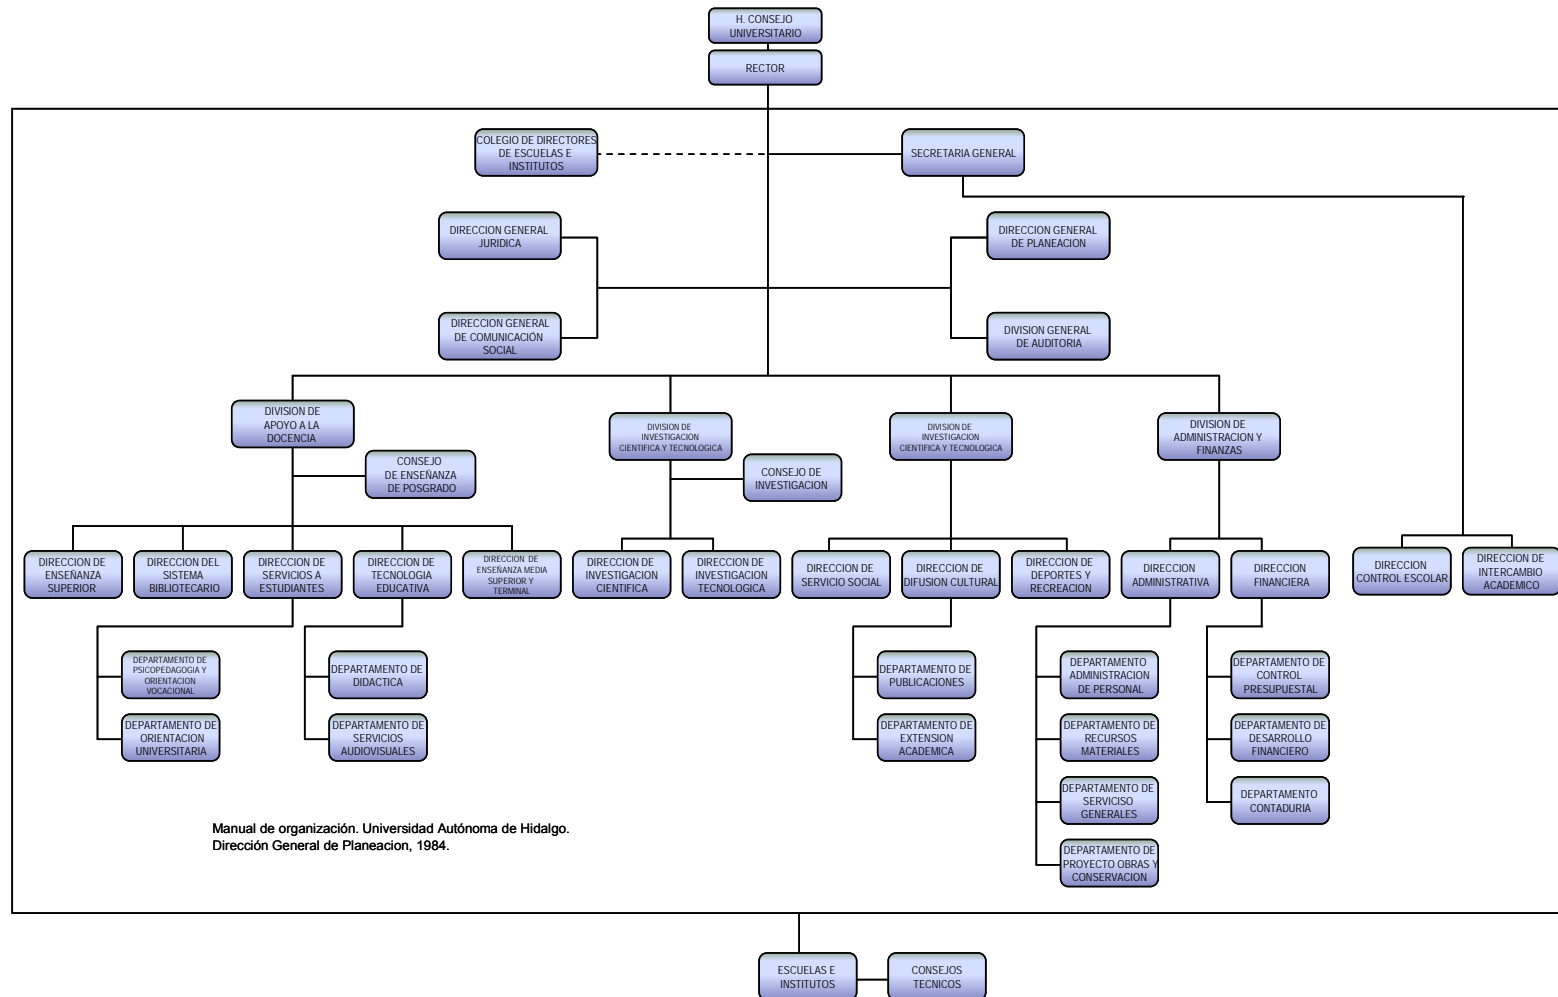 H. CONSEJO
UNIVERSITARIO
RECTOR
COLEGIO DE DIRECTORES
DE ESCUELAS E
INSTITUTOS
SECRETARIA GENERAL
DIRECCION GENERAL
JURIDICA
DIRECCION GENERAL
DE PLANEACION
DIRECCION GENERAL
DE COMUNICACIÓN
SOCIAL
DIVISION GENERAL
DE AUDITORIA
DIVISION DE
APOYO A LA
DOCENCIA
DIVISION DE
INVESTIGACION
CIENTIFICA Y TECNOLOGICA
DIVISION DE
INVESTIGACION
CIENTIFICA Y TECNOLOGICA
DIVISION DE
ADMINISTRACION Y
FINANZAS
CONSEJO
DE ENSEÑANZA
DE POSGRADO
CONSEJO DE
INVESTIGACION
DIRECCION DE
ENSEÑANZA
SUPERIOR
DIRECCION DEL
SISTEMA
BIBLIOTECARIO
DIRECCION DE
SERVICIOS A
ESTUDIANTES
DIRECCION DE
TECNOLOGIA
EDUCATIVA
DIRECCION DE
ENSEÑANZA MEDIA
SUPERIOR Y
TERMINAL
DIRECCION DE
INVESTIGACION
CIENTIFICA
DIRECCION DE
INVESTIGACION
TECNOLOGICA
DIRECCION DE
SERVICIO SOCIAL
DIRECCION DE
DIFUSION CULTURAL
DIRECCION DE
DEPORTES Y
RECREACION
DIRECCION
ADMINISTRATIVA
DIRECCION
FINANCIERA
DIRECCION
CONTROL ESCOLAR
DIRECCION DE
INTERCAMBIO
ACADEMICO
DEPARTAMENTO DE
PSICOPEDAGOGIA Y
ORIENTACION
VOCACIONAL
DEPARTAMENTO DE
DIDACTICA
DEPARTAMENTO DE
PUBLICACIONES
DEPARTAMENTO
ADMINISTRACION
DE PERSONAL
DEPARTAMENTO DE
CONTROL
PRESUPUESTAL
DEPARTAMENTO DE
ORIENTACION
UNIVERSITARIA
DEPARTAMENTO DE
SERVICIOS
AUDIOVISUALES
DEPARTAMENTO DE
EXTENSION
ACADEMICA
DEPARTAMENTO DE
RECURSOS
MATERIALES
DEPARTAMENTO DE
DESARROLLO
FINANCIERO
DEPARTAMENTO DE
SERVICISO
GENERALES
DEPARTAMENTO
CONTADURIA
DEPARTAMENTO DE
PROYECTO OBRAS Y
CONSERVACION
Manual de organización. Universidad Autónoma de Hidalgo.
Dirección General de Planeacion, 1984.
ESCUELAS E
INSTITUTOS
CONSEJOS
TECNICOS